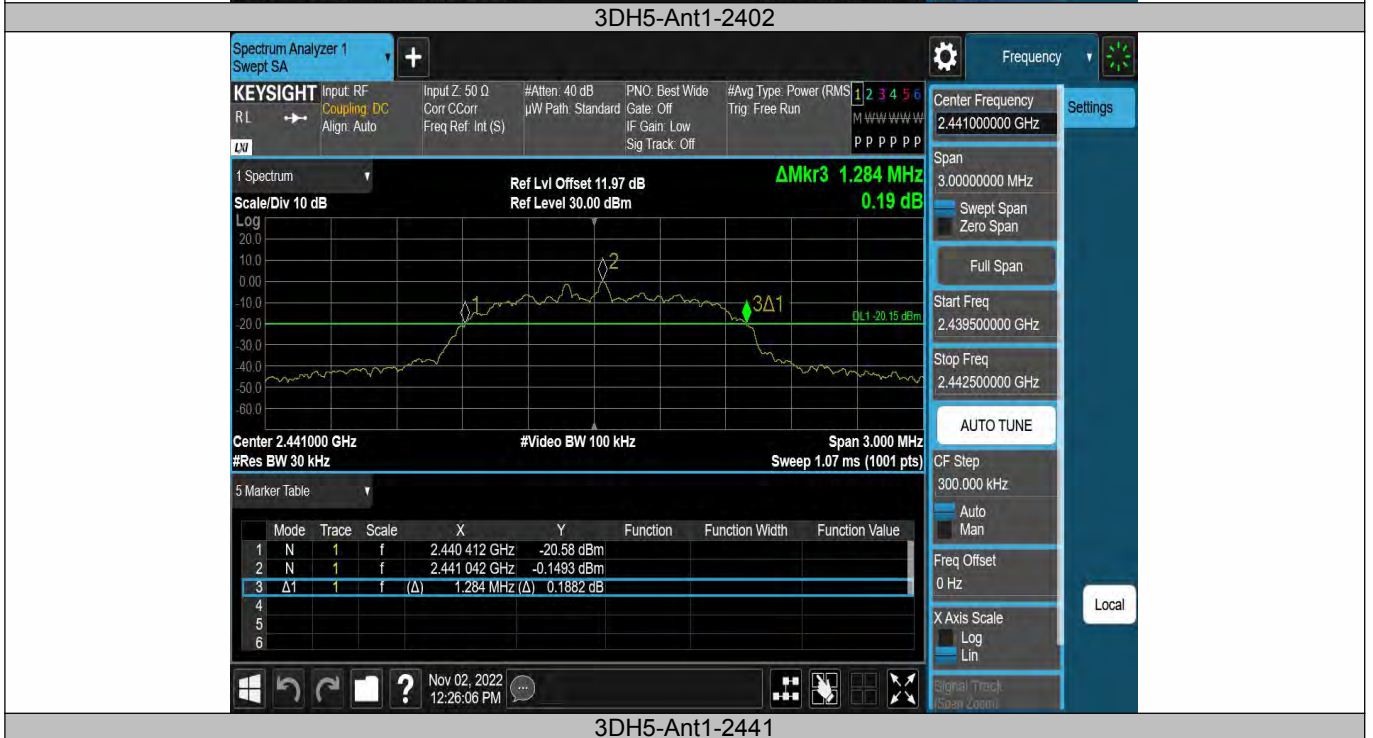 3DH5-Ant1-2402
Spectrum Analyzer 1
Swept SA
+
Frequency
KEYSIGHT
RL
LXI
Input: RF
Coupling: DC
Align: Auto
Input Z: 50 Ω
Corr CCorr
Freq Ref: Int (S)
#Atten: 40 dB
µW Path: Standard
PNO: Best Wide
Gate: Off
IF Gain: Low
Sig Track: Off
#Avg Type: Power (RMS
Trig: Free Run
1 2 3 4 5 6
M W W W W W
P P P P P P
Center Frequency
2.441000000 GHz
Settings
1 Spectrum
Scale/Div 10 dB
Ref Lvl Offset 11.97 dB
Ref Level 30.00 dBm
ΔMkr3 1.284 MHz
0.19 dB
Span
3.00000000 MHz
Swept Span
Zero Span
Full Span
Start Freq
2.439500000 GHz
Stop Freq
2.442500000 GHz
AUTO TUNE
CF Step
300.000 kHz
Auto
Man
Freq Offset
0 Hz
X Axis Scale
Log
Lin
Signal Track
(Span Zoom)
Local
Log
20.0
10.0
0.00
-10.0
-20.0
-30.0
-40.0
-50.0
-60.0
1
2
3Δ1
DL1 -20.15 dBm
Center 2.441000 GHz
#Video BW 100 kHz
Span 3.000 MHz
#Res BW 30 kHz
Sweep 1.07 ms (1001 pts)
5 Marker Table
Mode Trace Scale X Y Function Function Width Function Value
1 N 1 f 2.440 412 GHz -20.58 dBm
2 N 1 f 2.441 042 GHz -0.1493 dBm
3 Δ1 1 f (Δ) 1.284 MHz (Δ) 0.1882 dB
4
5
6
?
Nov 02, 2022
12:26:06 PM
3DH5-Ant1-2441